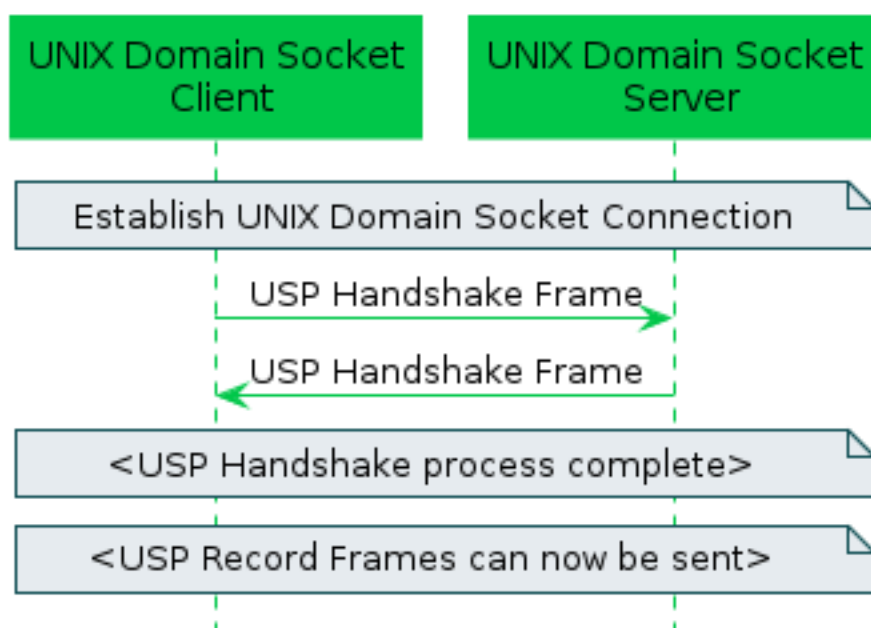 UNIX Domain Socket
Client
UNIX Domain Socket
Server
Establish UNIX Domain Socket Connection
USP Handshake Frame
USP Handshake Frame
<USP Handshake process complete>
<USP Record Frames can now be sent>